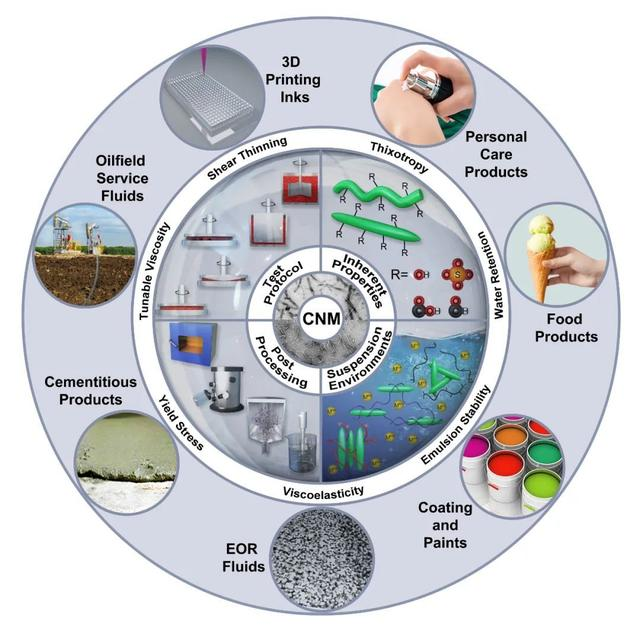 3D
Printing
Inks
Personal
Care
Products
Oilfield
Service
Fluids
Food
Products
Cementitious
Products
Coating
and
Paints
EOR
Fluids
Shear Thinning
Thixotropy
Tunable Viscosity
Water Retention
Yield Stress
Emulsion Stability
Viscoelasticity
Test
Protocol
Inherent
Properties
Post
Processing
Suspension
Environments
CNM
R
R
R
R
R
R
R
R
R=
S